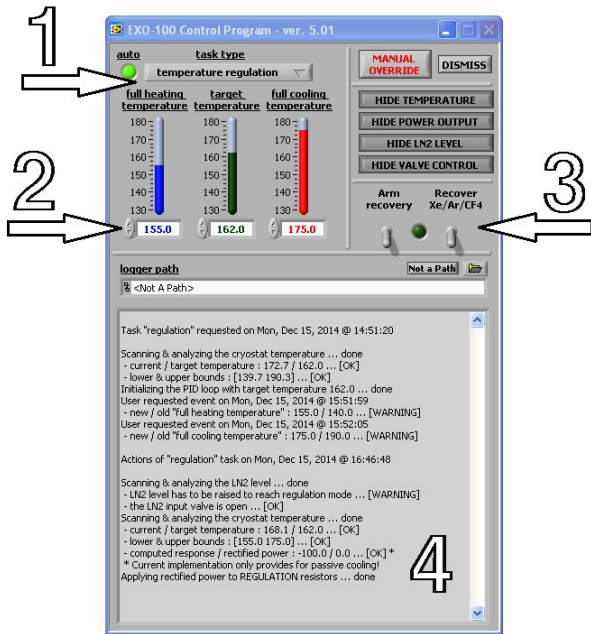 EXO-100 Control Program - ver. 5.01
1
auto
task type
temperature regulation
MANUAL OVERRIDE
DISMISS
full heating temperature
target temperature
full cooling temperature
180
170
160
150
140
130
180
170
160
150
140
130
180
170
160
150
140
130
HIDE TEMPERATURE
HIDE POWER OUTPUT
HIDE LN2 LEVEL
HIDE VALVE CONTROL
2
155.0
162.0
175.0
Arm recovery
Recover Xe/Ar/CF4
3
logger path
Not a Path
<Not A Path>
Task "regulation" requested on Mon, Dec 15, 2014 @ 14:51:20
Scanning & analyzing the cryostat temperature ... done
- current / target temperature : 172.7 / 162.0 ... [OK]
- lower & upper bounds : [139.7 190.3] ... [OK]
Initializing the PID loop with target temperature 162.0 ... done
User requested event on Mon, Dec 15, 2014 @ 15:51:59
- new / old "full heating temperature" : 155.0 / 140.0 ... [WARNING]
User requested event on Mon, Dec 15, 2014 @ 15:52:05
- new / old "full cooling temperature" : 175.0 / 190.0 ... [WARNING]
Actions of "regulation" task on Mon, Dec 15, 2014 @ 16:46:48
Scanning & analyzing the LN2 level ... done
- LN2 level has to be raised to reach regulation mode ... [WARNING]
- the LN2 input valve is open ... [OK]
Scanning & analyzing the cryostat temperature ... done
- current / target temperature : 168.1 / 162.0 ... [OK]
- lower & upper bounds : [155.0 175.0] ... [OK]
- computed response / rectified power : -100.0 / 0.0 ... [OK] *
* Current implementation only provides for passive cooling!
Applying rectified power to REGULATION resistors ... done
4